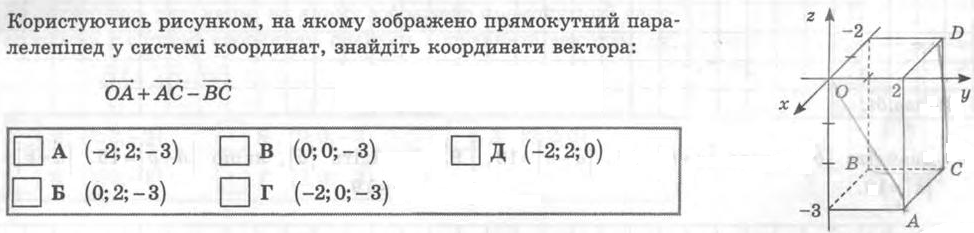 Користуючись рисунком, на якому зображено прямокутний пара-
лелепіпед у системі координат, знайдіть координати вектора:
OA + AC − BC
А (−2; 2; −3) В (0; 0; −3) Д (−2; 2; 0)
Б (0; 2; −3) Г (−2; 0; −3)
z
−2 D
O 2 y
x
B C
−3 A